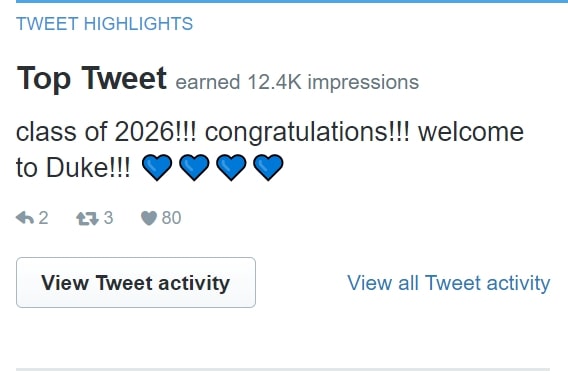 TWEET HIGHLIGHTS
Top Tweet earned 12.4K impressions
class of 2026!!! congratulations!!! welcome
to Duke!!! 💙 💙 💙 💙
2 3 80
View Tweet activity View all Tweet activity